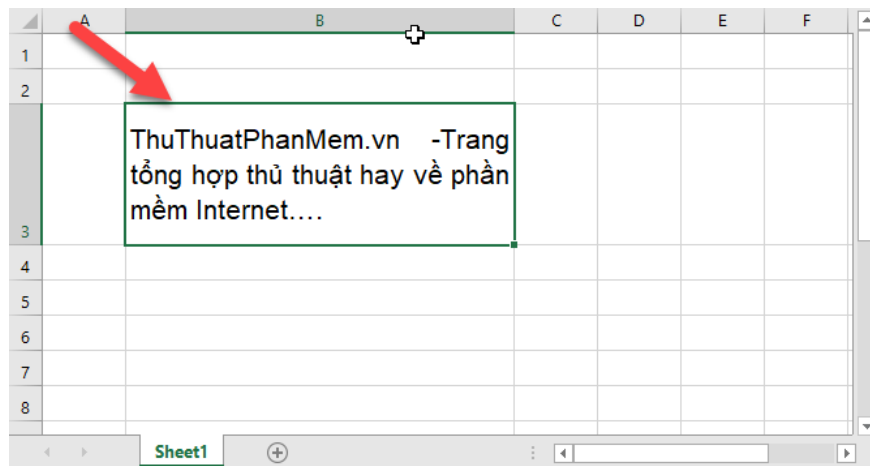 A B C D E F
1
2
ThuThuatPhanMem.vn -Trang
tổng hợp thủ thuật hay về phần
mềm Internet....
3
4
5
6
7
8
Sheet1